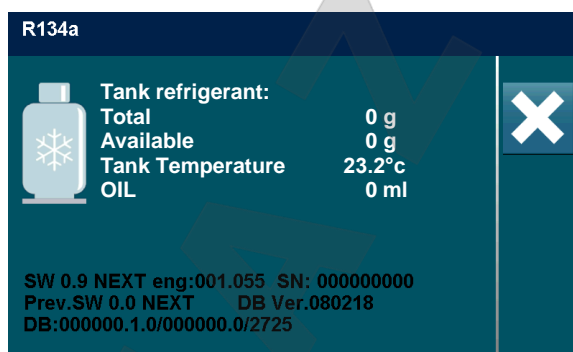 R134a
Tank refrigerant:
Total 0 g
Available 0 g
Tank Temperature 23.2°c
OIL 0 ml
SW 0.9 NEXT eng:001.055 SN: 000000000
Prev.SW 0.0 NEXT DB Ver.080218
DB:000000.1.0/000000.0/2725